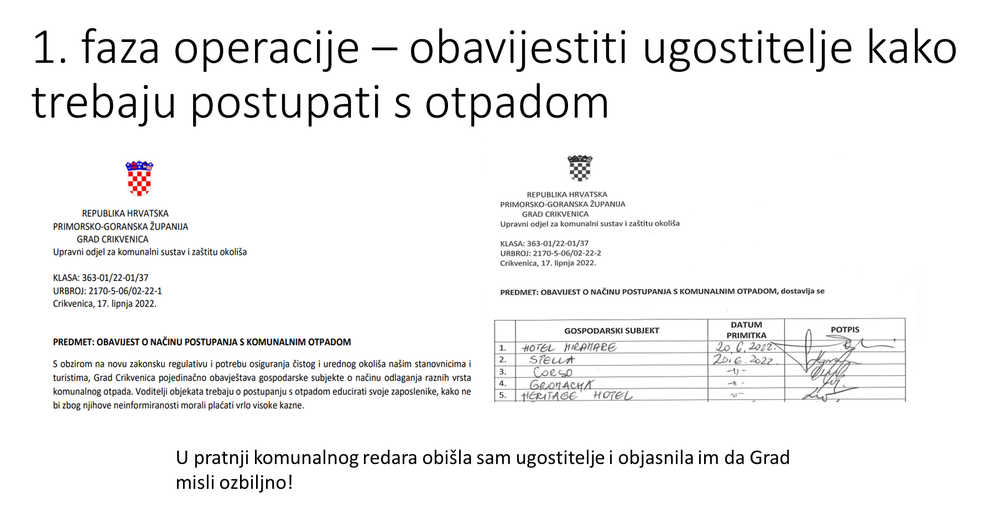 1. faza operacije – obavijestiti ugostitelje kako
trebaju postupati s otpadom
REPUBLIKA HRVATSKA
PRIMORSKO-GORANSKA ŽUPANIJA
GRAD CRIKVENICA
Upravni odjel za komunalni sustav i zaštitu okoliša
KLASA: 363-01/22-01/37
URBROJ: 2170-5-06/02-22-1
Crikvenica, 17. lipnja 2022.
PREDMET: OBAVIJEST O NAČINU POSTUPANJA S KOMUNALNIM OTPADOM
S obzirom na novu zakonsku regulativu i potrebu osiguranja čistog i urednog okoliša našim stanovnicima i
turistima, Grad Crikvenica pojedinačno obavještava gospodarske subjekte o načinu odlaganja raznih vrsta
komunalnog otpada. Voditelji objekata trebaju o postupanju s otpadom educirati svoje zaposlenike, kako ne
bi zbog njihove neinformiranosti morali plaćati vrlo visoke kazne.
REPUBLIKA HRVATSKA
PRIMORSKO-GORANSKA ŽUPANIJA
GRAD CRIKVENICA
Upravni odjel za komunalni sustav i zaštitu okoliša
KLASA: 363-01/22-01/37
URBROJ: 2170-5-06/02-22-2
Crikvenica, 17. lipnja 2022.
PREDMET: OBAVIJEST O NAČINU POSTUPANJA S KOMUNALNIM OTPADOM, dostavlja se
GOSPODARSKI SUBJEKT DATUM PRIMITKA POTPIS
1. HOTEL MIRAMARE 20.6.2022.
2. STELLA 20.6.2022.
3. CORSO -11-
4. GROMACHA -11-
5. HERITAGE HOTEL -11-
U pratnji komunalnog redara obišla sam ugostitelje i objasnila im da Grad
misli ozbiljno!